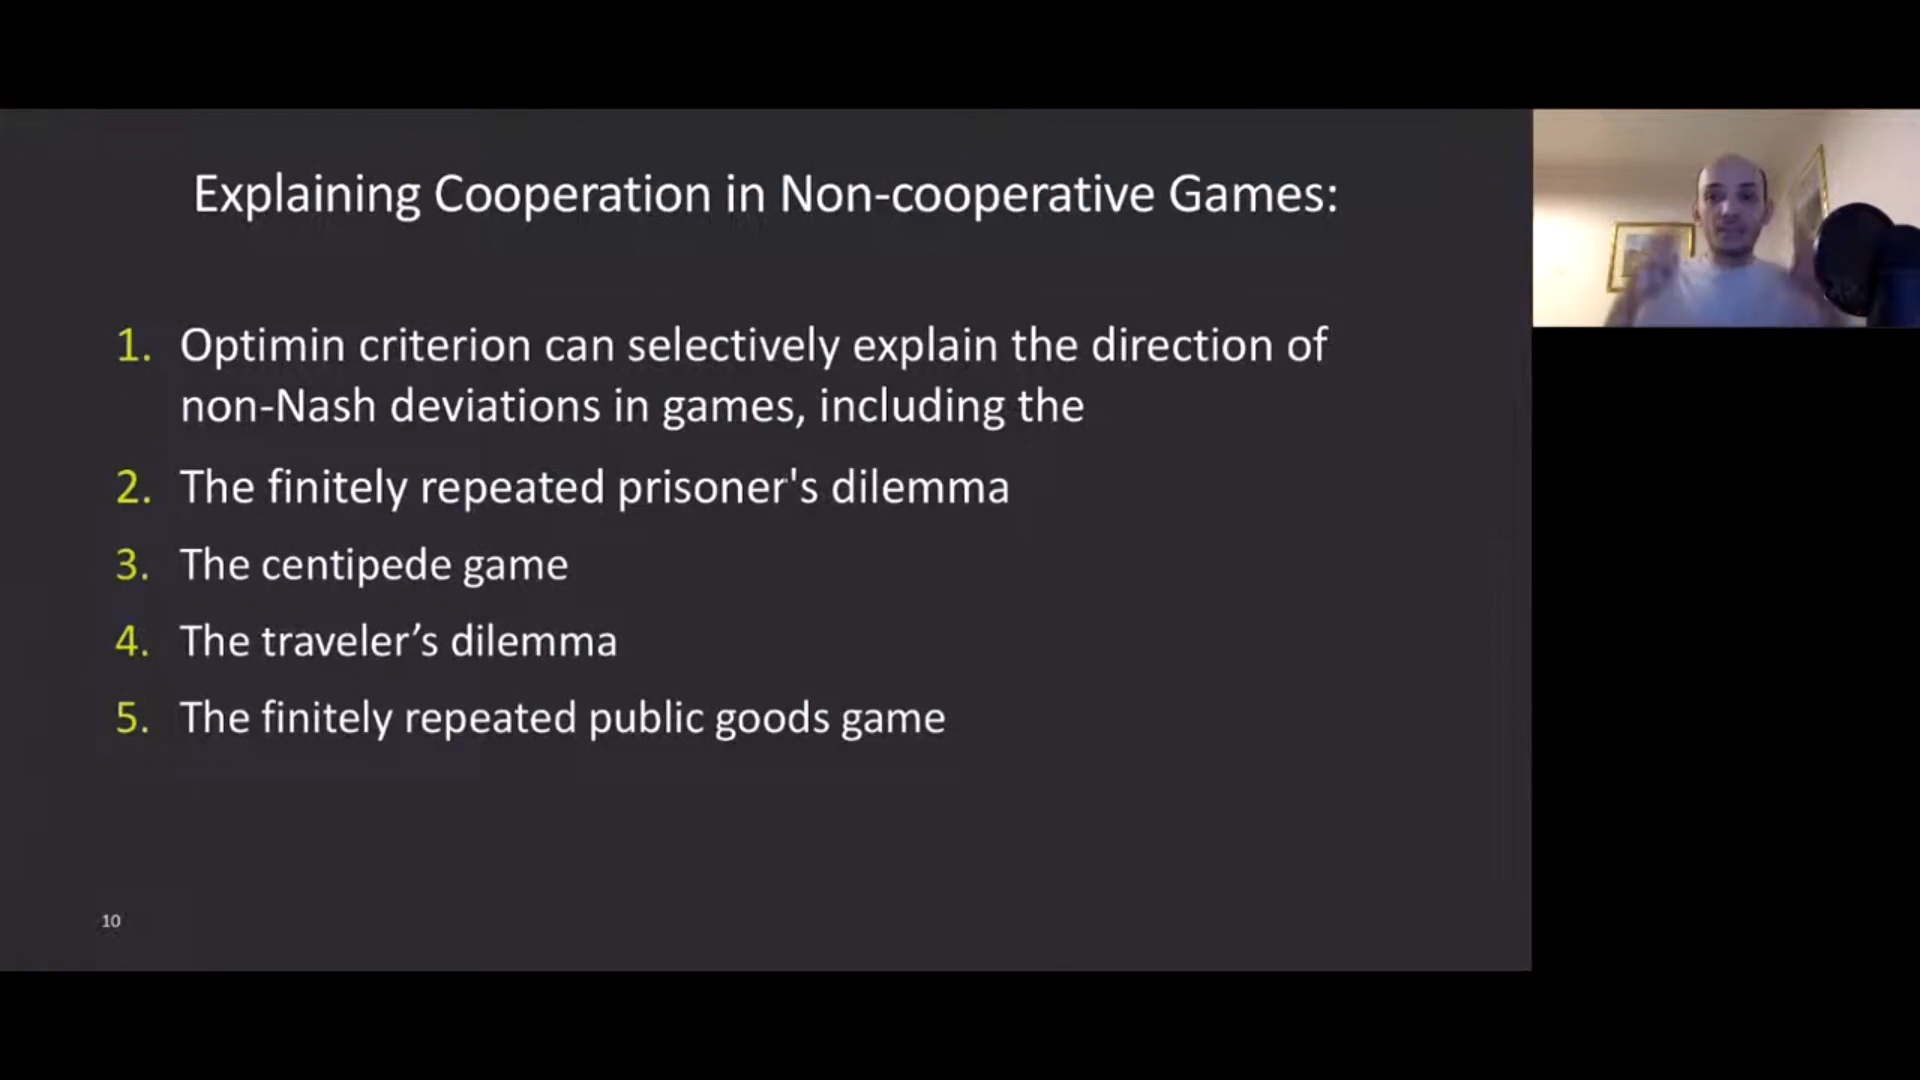 Explaining Cooperation in Non-cooperative Games:
1. Optimin criterion can selectively explain the direction of
non-Nash deviations in games, including the
2. The finitely repeated prisoner's dilemma
3. The centipede game
4. The traveler’s dilemma
5. The finitely repeated public goods game
10